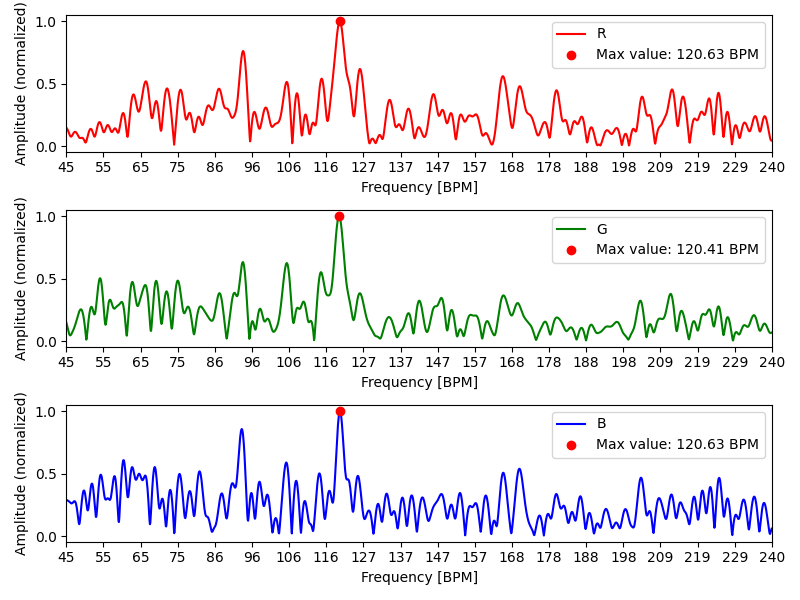 Amplitude (normalized)
1.0
0.5
0.0
R
Max value: 120.63 BPM
45 55 65 75 86 96 106 116 127 137 147 157 168 178 188 198 209 219 229 240
Frequency [BPM]
Amplitude (normalized)
1.0
0.5
0.0
G
Max value: 120.41 BPM
45 55 65 75 86 96 106 116 127 137 147 157 168 178 188 198 209 219 229 240
Frequency [BPM]
Amplitude (normalized)
1.0
0.5
0.0
B
Max value: 120.63 BPM
45 55 65 75 86 96 106 116 127 137 147 157 168 178 188 198 209 219 229 240
Frequency [BPM]